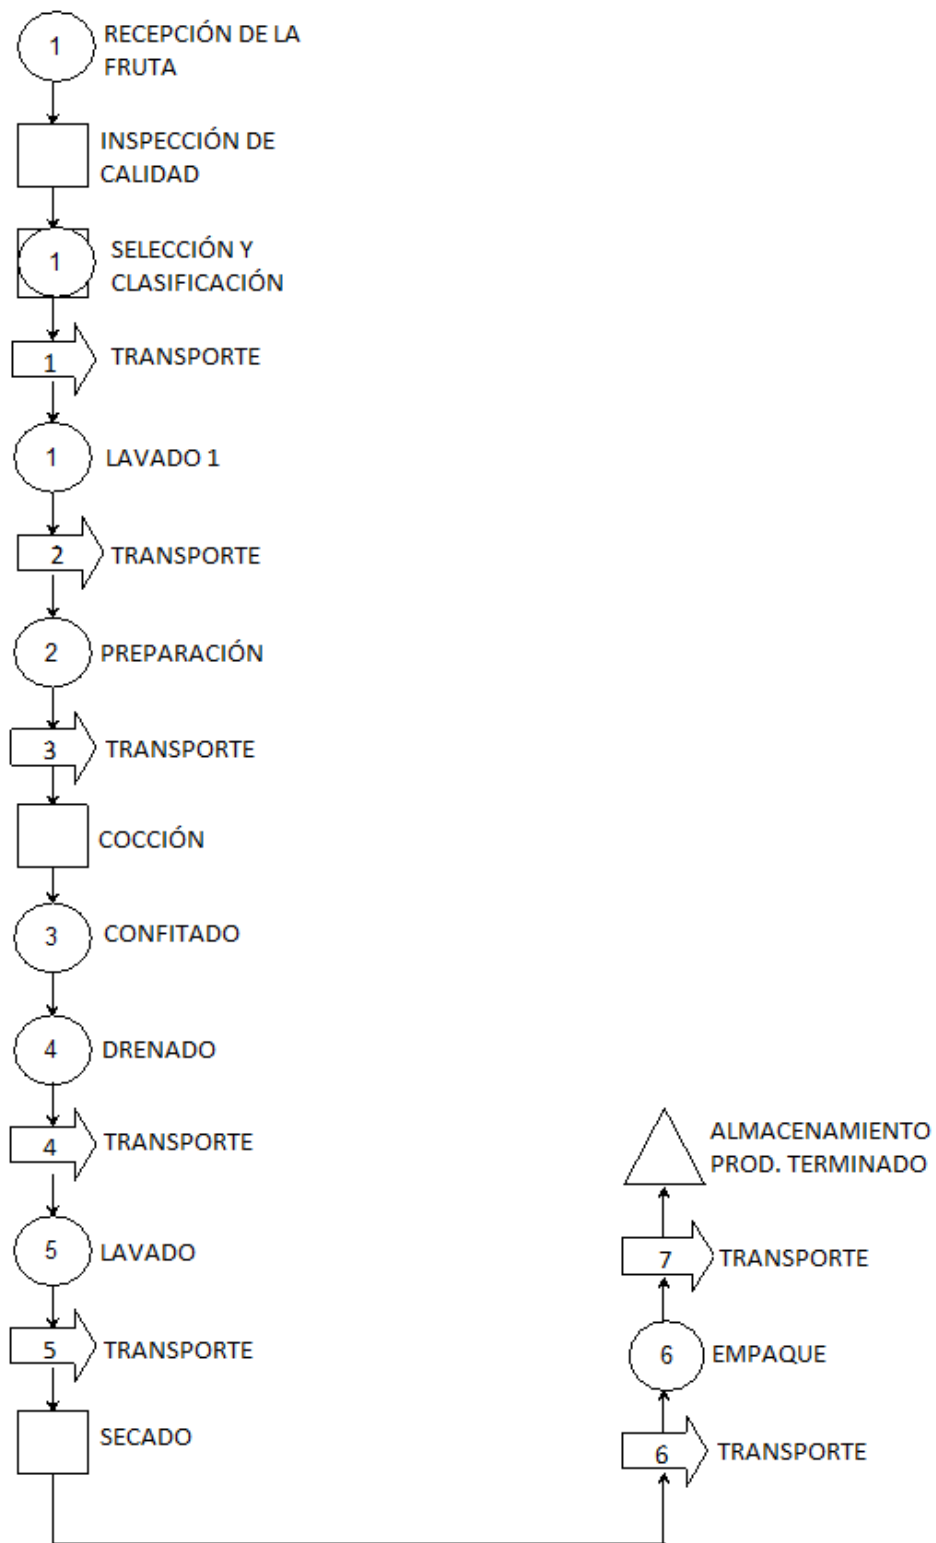 1
RECEPCIÓN DE LA
FRUTA
INSPECCIÓN DE
CALIDAD
1
SELECCIÓN Y
CLASIFICACIÓN
1
TRANSPORTE
1
LAVADO 1
2
TRANSPORTE
2
PREPARACIÓN
3
TRANSPORTE
COCCIÓN
3
CONFITADO
4
DRENADO
4
TRANSPORTE
5
LAVADO
5
TRANSPORTE
SECADO
ALMACENAMIENTO
PROD. TERMINADO
7
TRANSPORTE
6
EMPAQUE
6
TRANSPORTE